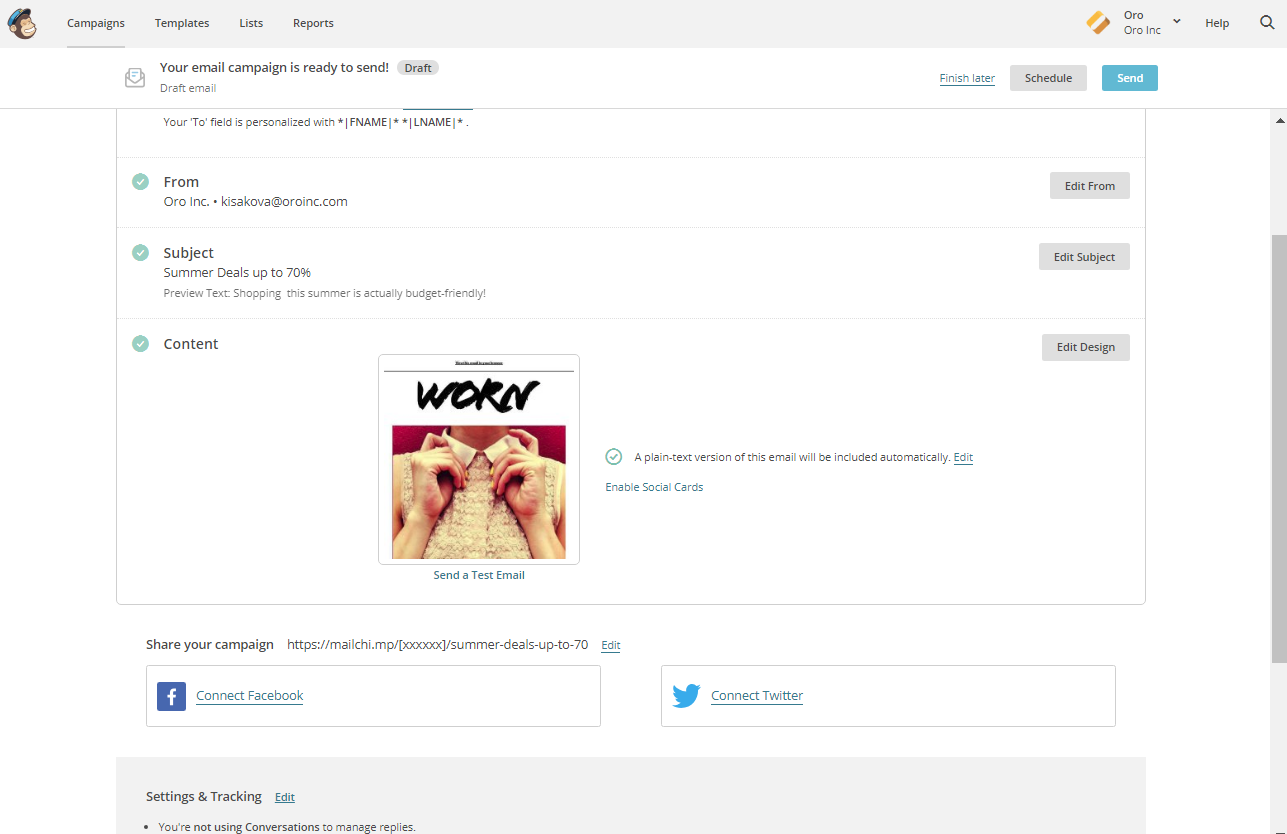 Campaigns Templates Lists Reports
Oro
Oro Inc
Help
Your email campaign is ready to send! Draft
Draft email
Finish later Schedule Send
Your 'To' field is personalized with *|FNAME|* *|LNAME|* .
From
Oro Inc. • kisakova@oroinc.com
Edit From
Subject
Summer Deals up to 70%
Preview Text: Shopping  this summer is actually budget-friendly!
Edit Subject
Content
Edit Design
WORN
A plain-text version of this email will be included automatically. Edit
Enable Social Cards
Send a Test Email
Share your campaign https://mailchi.mp/[xxxxxx]/summer-deals-up-to-70 Edit
Connect Facebook
Connect Twitter
Settings & Tracking Edit
• You're not using Conversations to manage replies.